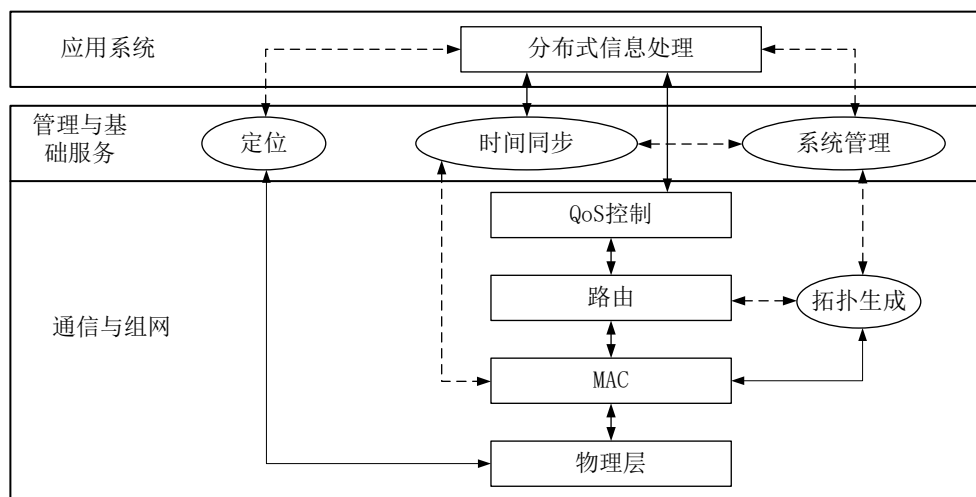 应用系统
分布式信息处理
管理与基
础服务
定位
时间同步
系统管理
QoS控制
路由
拓扑生成
通信与组网
MAC
物理层